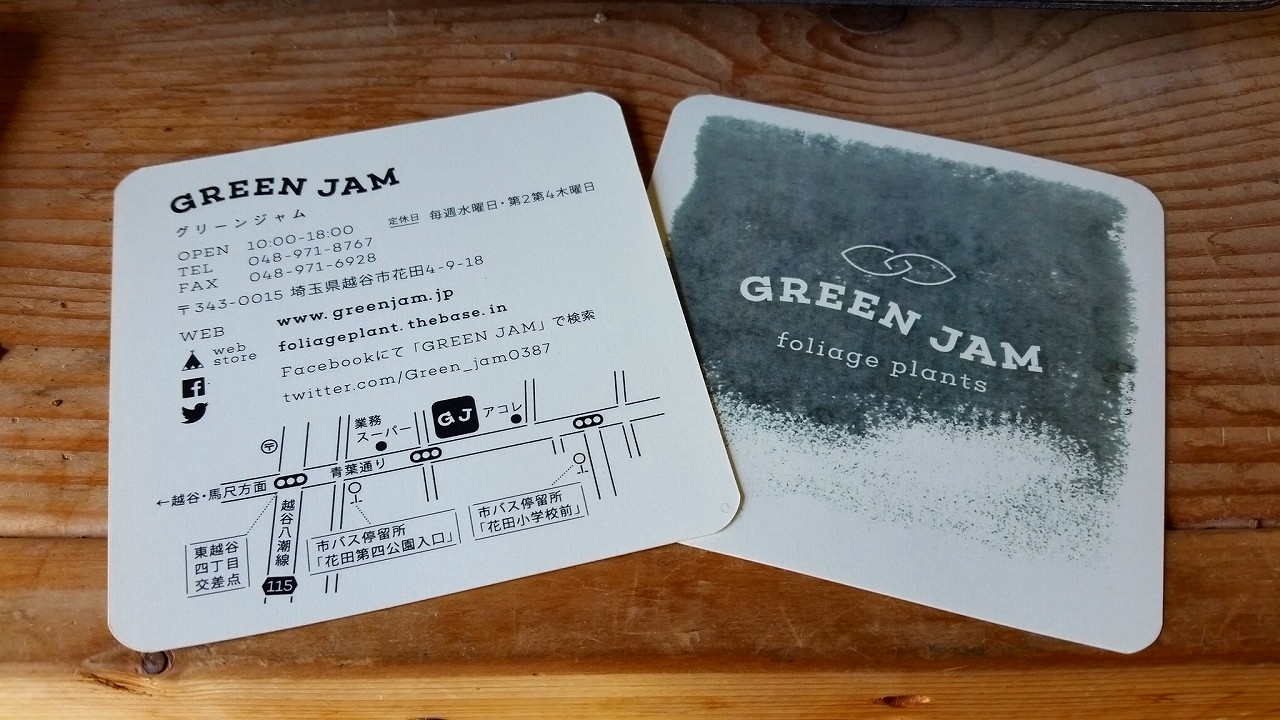 GREEN JAM
グリーンジャム
OPEN 10:00-18:00 定休日 毎週水曜日・第2第4木曜日
TEL 048-971-8767
FAX 048-971-6928
〒343-0015 埼玉県越谷市花田4-9-18
WEB www.greenjam.jp
web store foliageplant.thebase.in
Facebookにて「GREEN JAM」で検索
twitter.com/Green_jam0387
業務
スーパー
GJ
アコレ
〒
青葉通り
←越谷・馬尺方面
越谷八潮線
115
東越谷
四丁目
交差点
市バス停留所
「花田第四公園入口」
市バス停留所
「花田小学校前」
GREEN JAM
foliage plants